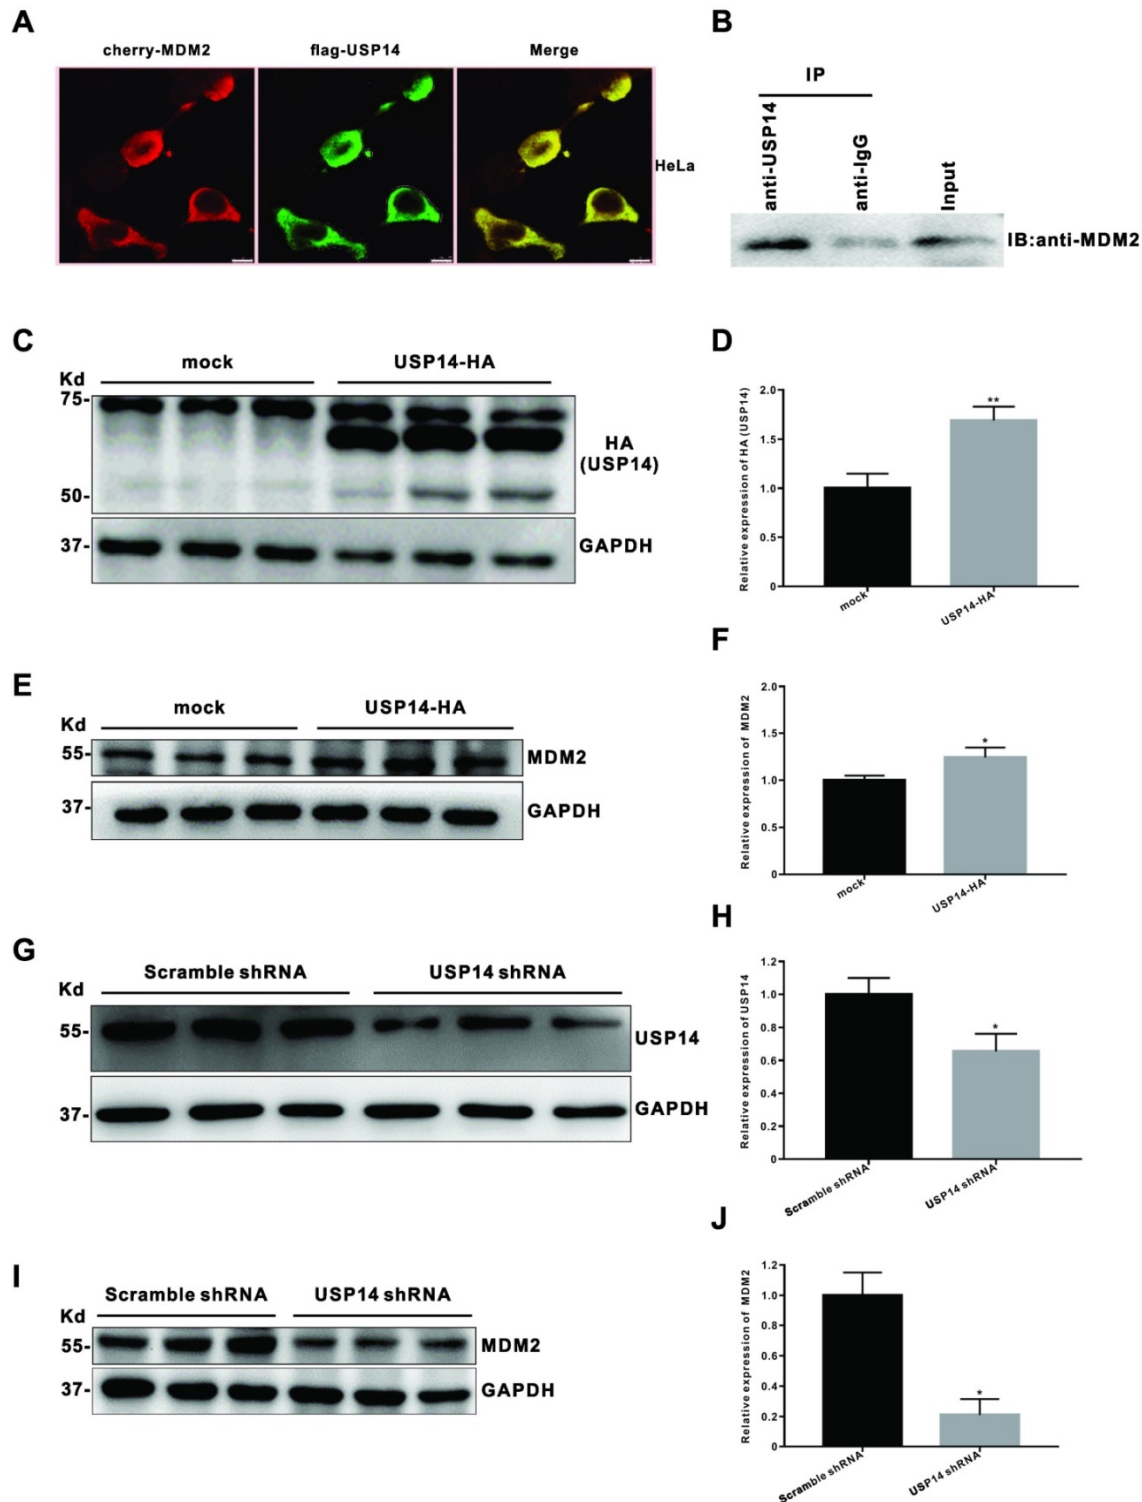 A
cherry-MDM2
flag-USP14
Merge
HeLa
B
IP
anti-USP14
anti-IgG
Input
IB:anti-MDM2
C
mock
USP14-HA
Kd
75-
50-
37-
HA
(USP14)
GAPDH
D
Relative expression of HA (USP14)
2.0
1.5
1.0
0.5
0
**
mock
USP14-HA
E
mock
USP14-HA
Kd
55-
37-
MDM2
GAPDH
F
Relative expression of MDM2
2.0
1.5
1.0
0.5
0
*
mock
USP14-HA
G
Scramble shRNA
USP14 shRNA
Kd
55-
37-
USP14
GAPDH
H
Relative expression of USP14
1.2
1.0
0.8
0.6
0.4
0.2
0
*
Scramble shRNA
USP14 shRNA
I
Scramble shRNA
USP14 shRNA
Kd
55-
37-
MDM2
GAPDH
J
Relative expression of MDM2
1.2
1.0
0.8
0.6
0.4
0.2
0
*
Scramble shRNA
USP14 shRNA